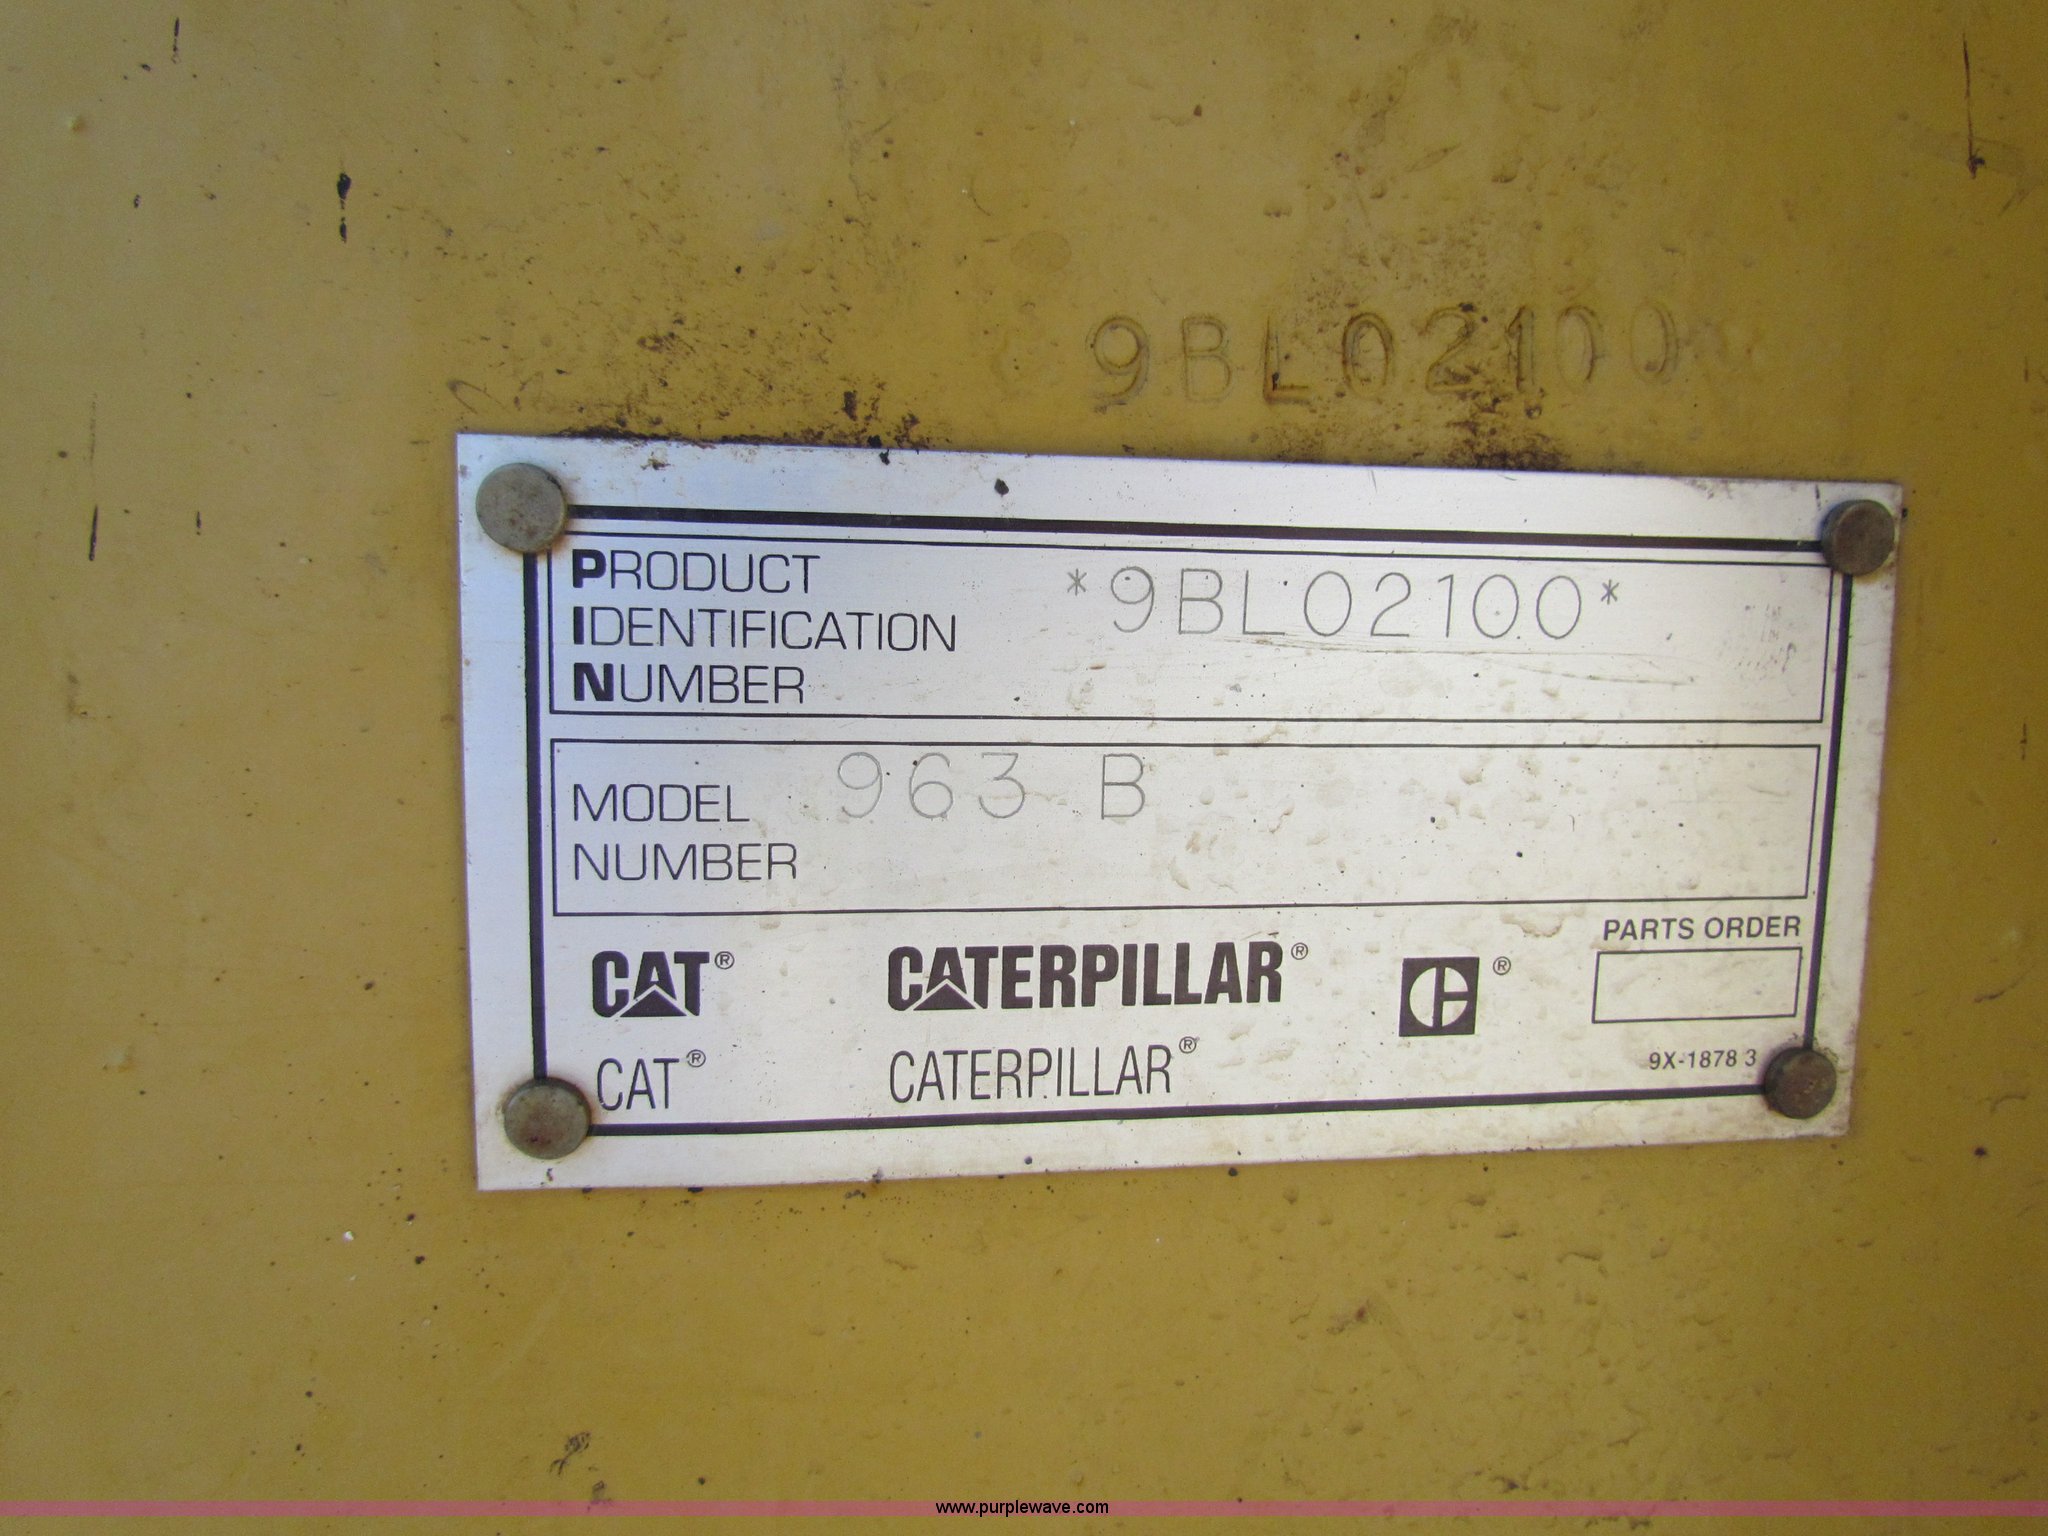 9BL02100
PRODUCT
IDENTIFICATION
NUMBER
*9BL02100*
MODEL
NUMBER
963 B
CAT® CATERPILLAR® ®
PARTS ORDER
CAT® CATERPILLAR®
9X-1878 3
www.purplewave.com